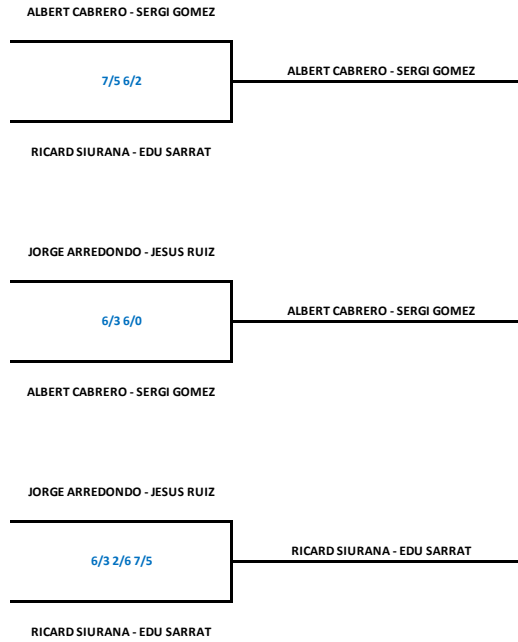 ALBERT CABRERO - SERGI GOMEZ
7/5 6/2
ALBERT CABRERO - SERGI GOMEZ
RICARD SIURANA - EDU SARRAT
JORGE ARREDONDO - JESUS RUIZ
6/3 6/0
ALBERT CABRERO - SERGI GOMEZ
ALBERT CABRERO - SERGI GOMEZ
JORGE ARREDONDO - JESUS RUIZ
6/3 2/6 7/5
RICARD SIURANA - EDU SARRAT
RICARD SIURANA - EDU SARRAT